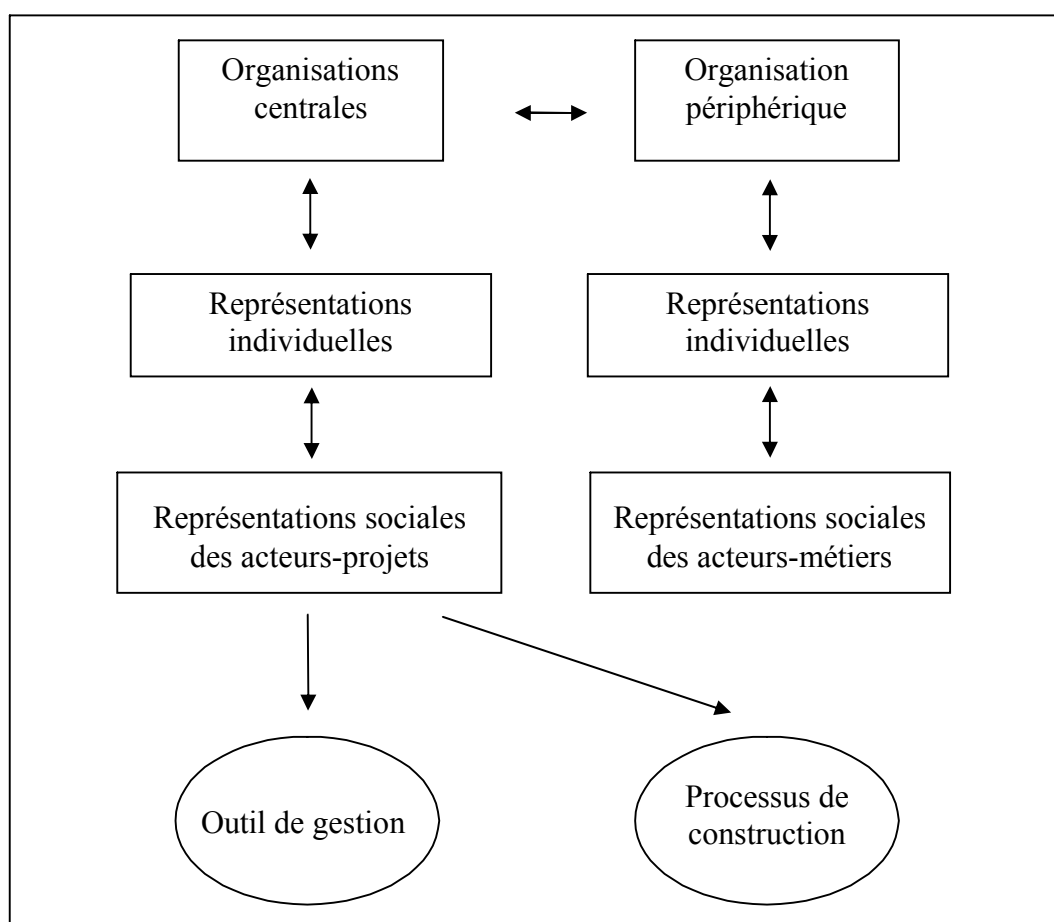 Organisations
centrales
Organisation
périphérique
Représentations
individuelles
Représentations
individuelles
Représentations sociales
des acteurs-projets
Représentations sociales
des acteurs-métiers
Outil de gestion
Processus de
construction